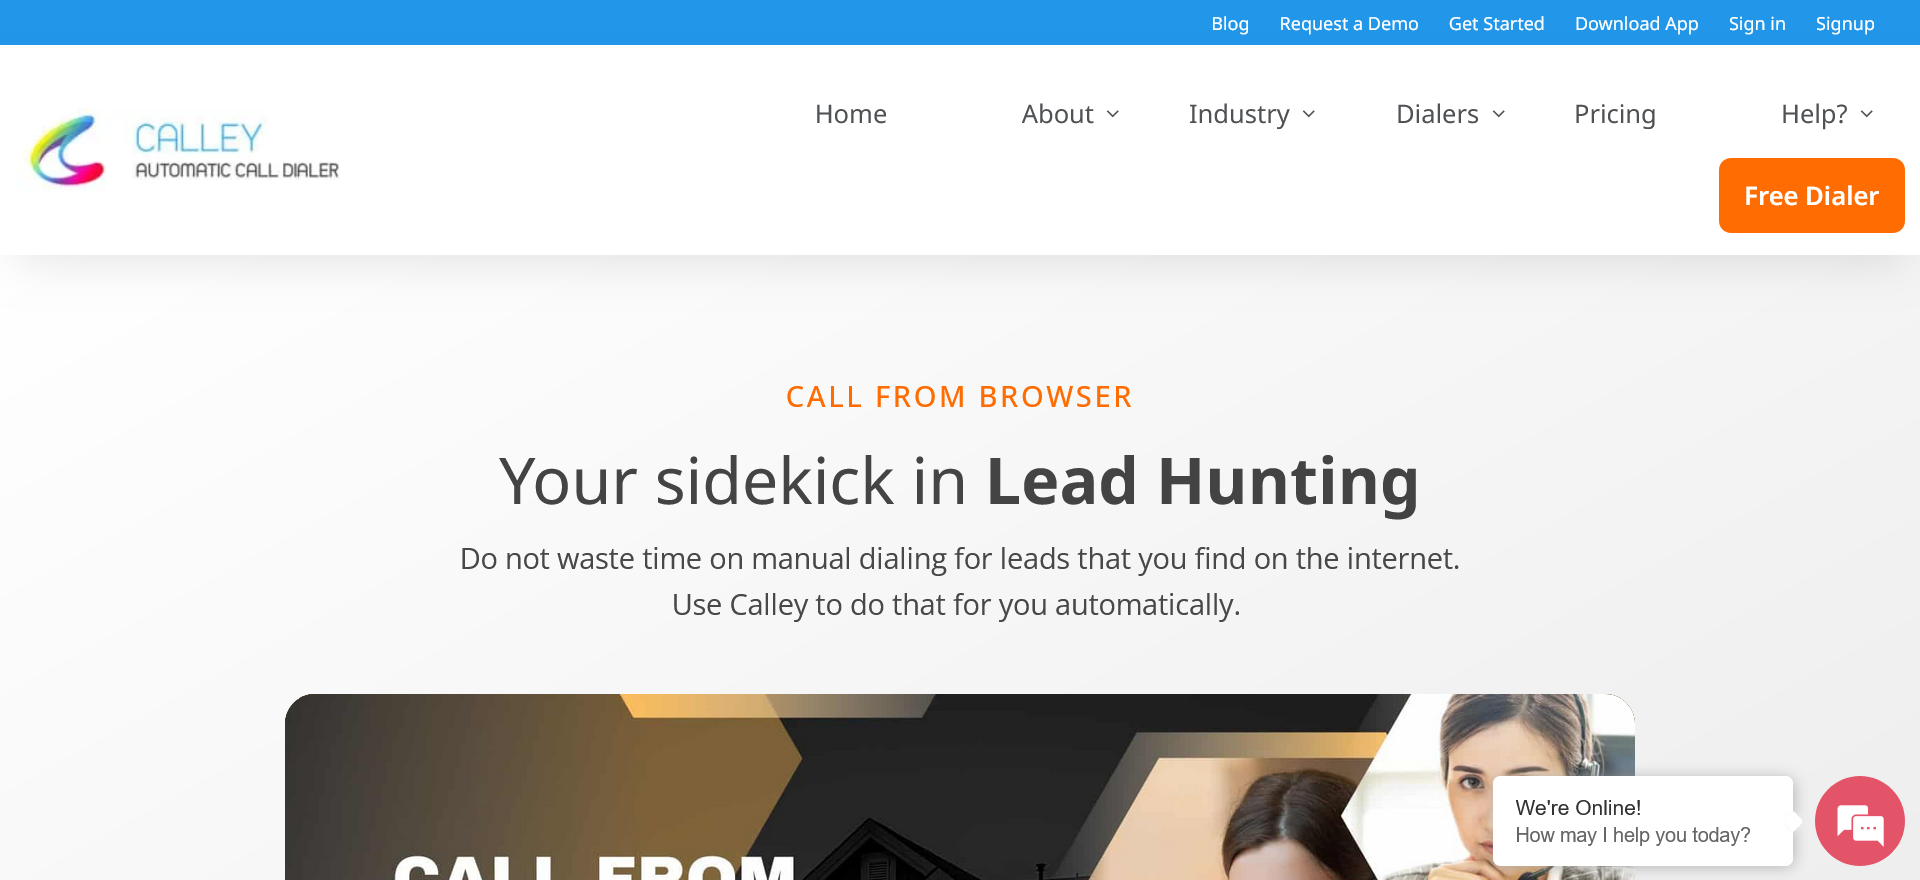 Blog Request a Demo Get Started Download App Sign in Signup
CALLEY
AUTOMATIC CALL DIALER
Home About Industry Dialers Pricing Help?
Free Dialer
CALL FROM BROWSER
Your sidekick in Lead Hunting
Do not waste time on manual dialing for leads that you find on the internet.
Use Calley to do that for you automatically.
CALL FROM
We're Online!
How may I help you today?